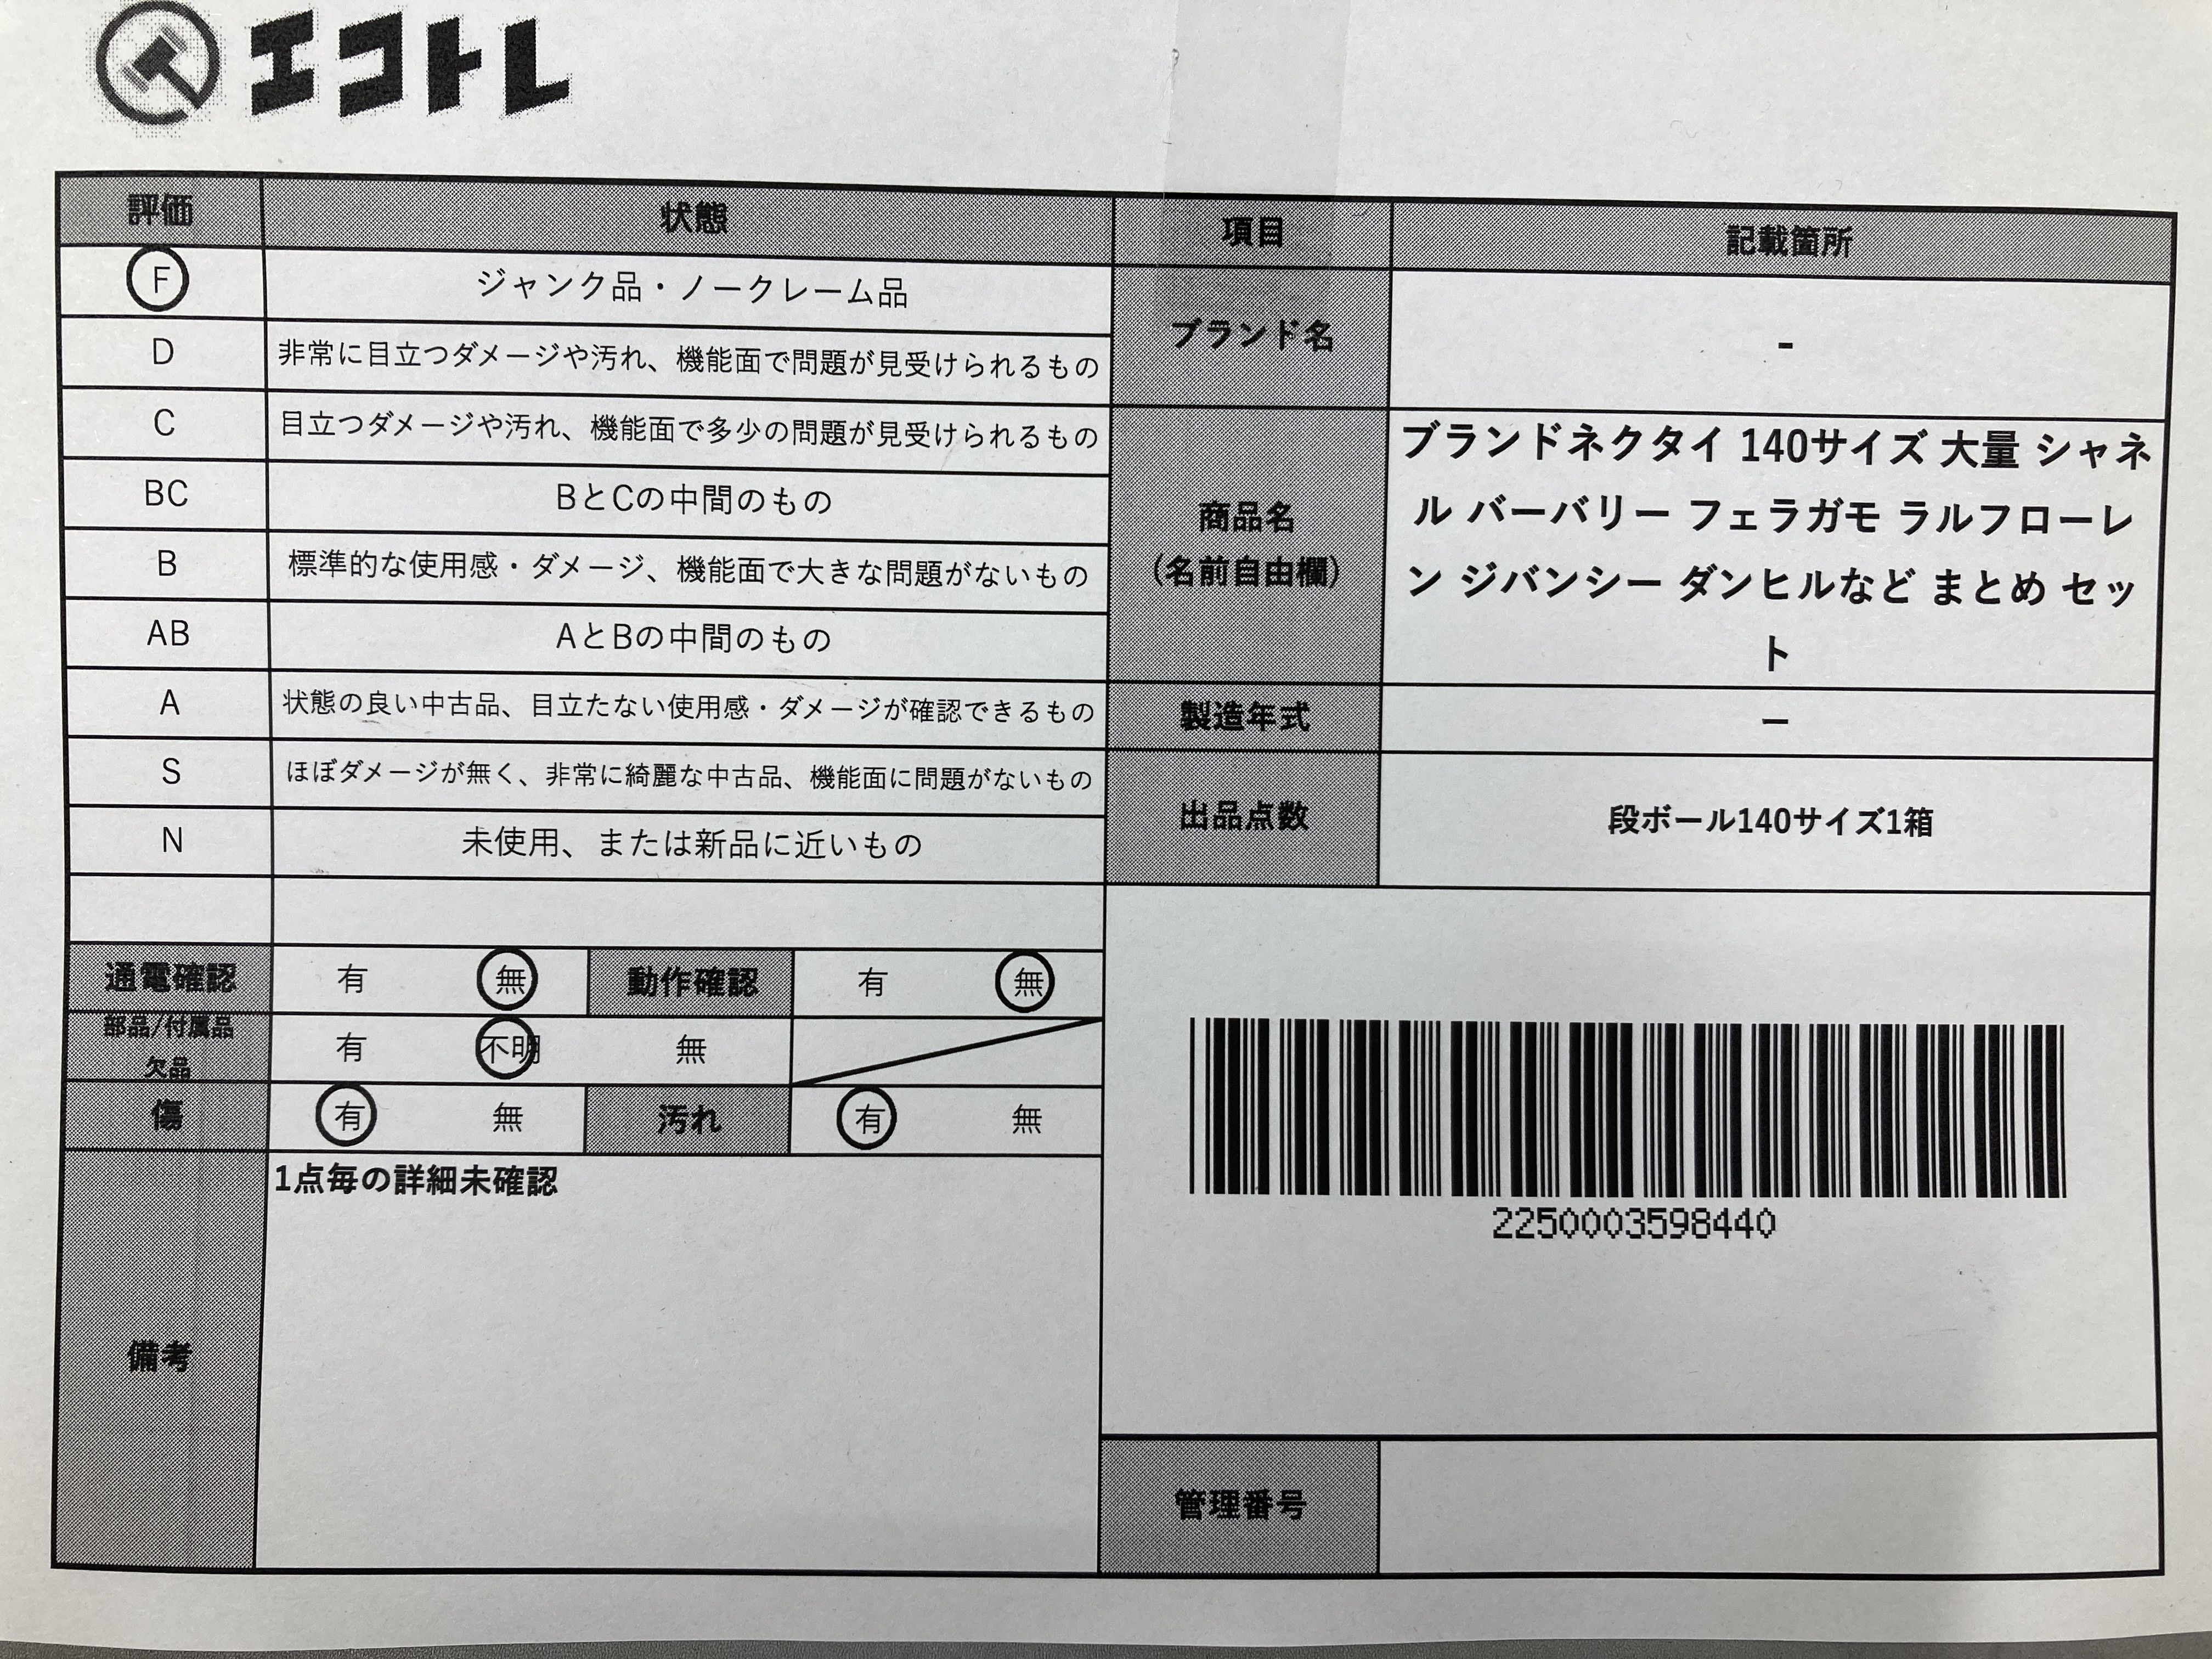 エコトレ
評価 状態 項目 記載箇所
F ジャンク品・ノークレーム品
D 非常に目立つダメージや汚れ、機能面で問題が見受けられるもの
C 目立つダメージや汚れ、機能面で多少の問題が見受けられるもの
BC BとCの中間のもの
B 標準的な使用感・ダメージ、機能面で大きな問題がないもの
AB AとBの中間のもの
A 状態の良い中古品、目立たない使用感・ダメージが確認できるもの
S ほぼダメージが無く、非常に綺麗な中古品、機能面に問題がないもの
N 未使用、または新品に近いもの
通電確認 有 無 動作確認 有 無
部品/付属品
欠品
有 不明 無
傷 有 無 汚れ 有 無
備考
1点毎の詳細未確認
ブランド名 -
商品名
（名前自由欄）
ブランドネクタイ 140サイズ 大量 シャネ
ル バーバリー フェラガモ ラルフローレ
ン ジバンシー ダンヒルなど まとめ セッ
ト
製造年式 ー
出品点数 段ボール140サイズ1箱
2250003598440
管理番号